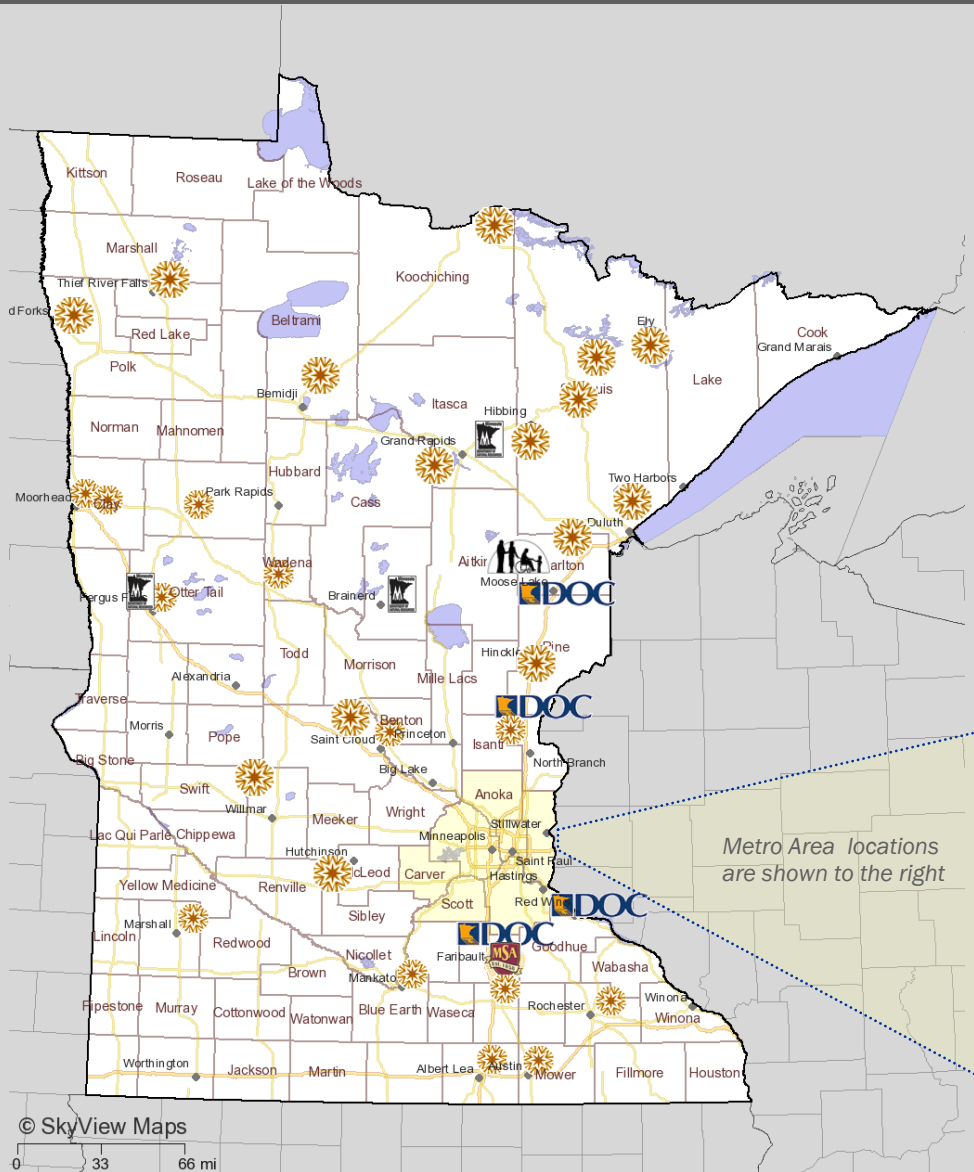 Kittson
Roseau
Lake of the Woods
Marshall
Koochiching
Thief River Falls
d Forks
Red Lake
Beltrami
Ely
Cook
Grand Marais
Polk
uis
Lake
Bemidji
Itasca
Hibbing
Norman
Mahnomen
Grand Rapids
Hubbard
Cass
Two Harbors
Moorhead
Clay
Park Rapids
Duluth
Aitkin
arlton
Wadena
Moose Lake
DOC
Fergus F
Otter Tail
Brainerd
Todd
Morrison
Hinckle
Pine
Mille Lacs
Alexandria
Traverse
DOC
Morris
Pope
Benton
Saint Cloud
Princeton
Isanti
North Branch
Big Stone
Big Lake
Swift
Anoka
Willmar
Meeker
Wright
Stillwater
Lac Qui Parle
Chippewa
Minneapolis
Metro Area locations
are shown to the right
Hutchinson
Saint Paul
Yellow Medicine
Renville
cLeod
Carver
Hastings
Scott
Red W
DOC
Sibley
Marshall
Lincoln
Redwood
DOC
Faribault
MSA
Goodhue
Nicollet
Brown
Mankato
Wabasha
Pipestone
Murray
Cottonwood
Watonwan
Blue Earth
Waseca
Rochester
Winona
Winona
Worthington
Jackson
Martin
Albert Lea
Austin
Mower
Fillmore
Houston
© SkyView Maps
0 33 66 mi